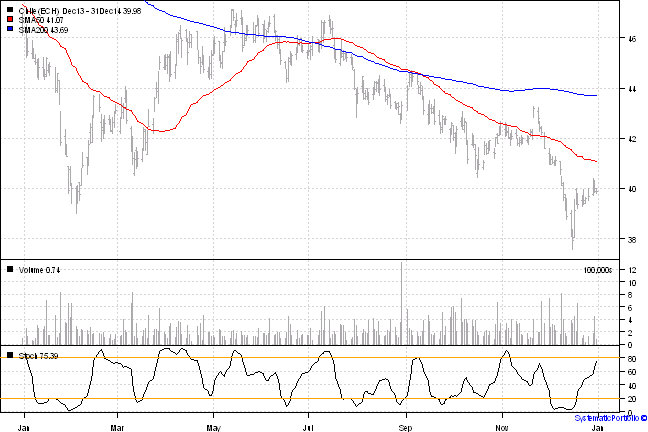 Chile (ECH) Dec13 - 31Dec14 39.98
SMA50 41.07
SMA200 43.69
46
44
42
40
38
Volume 0.74
100,000s
12
10
8
6
4
2
0
Stoch 75.39
80
60
40
20
0
SystematicPortfolio ©
Jan Mar May Jul Sep Nov Jan